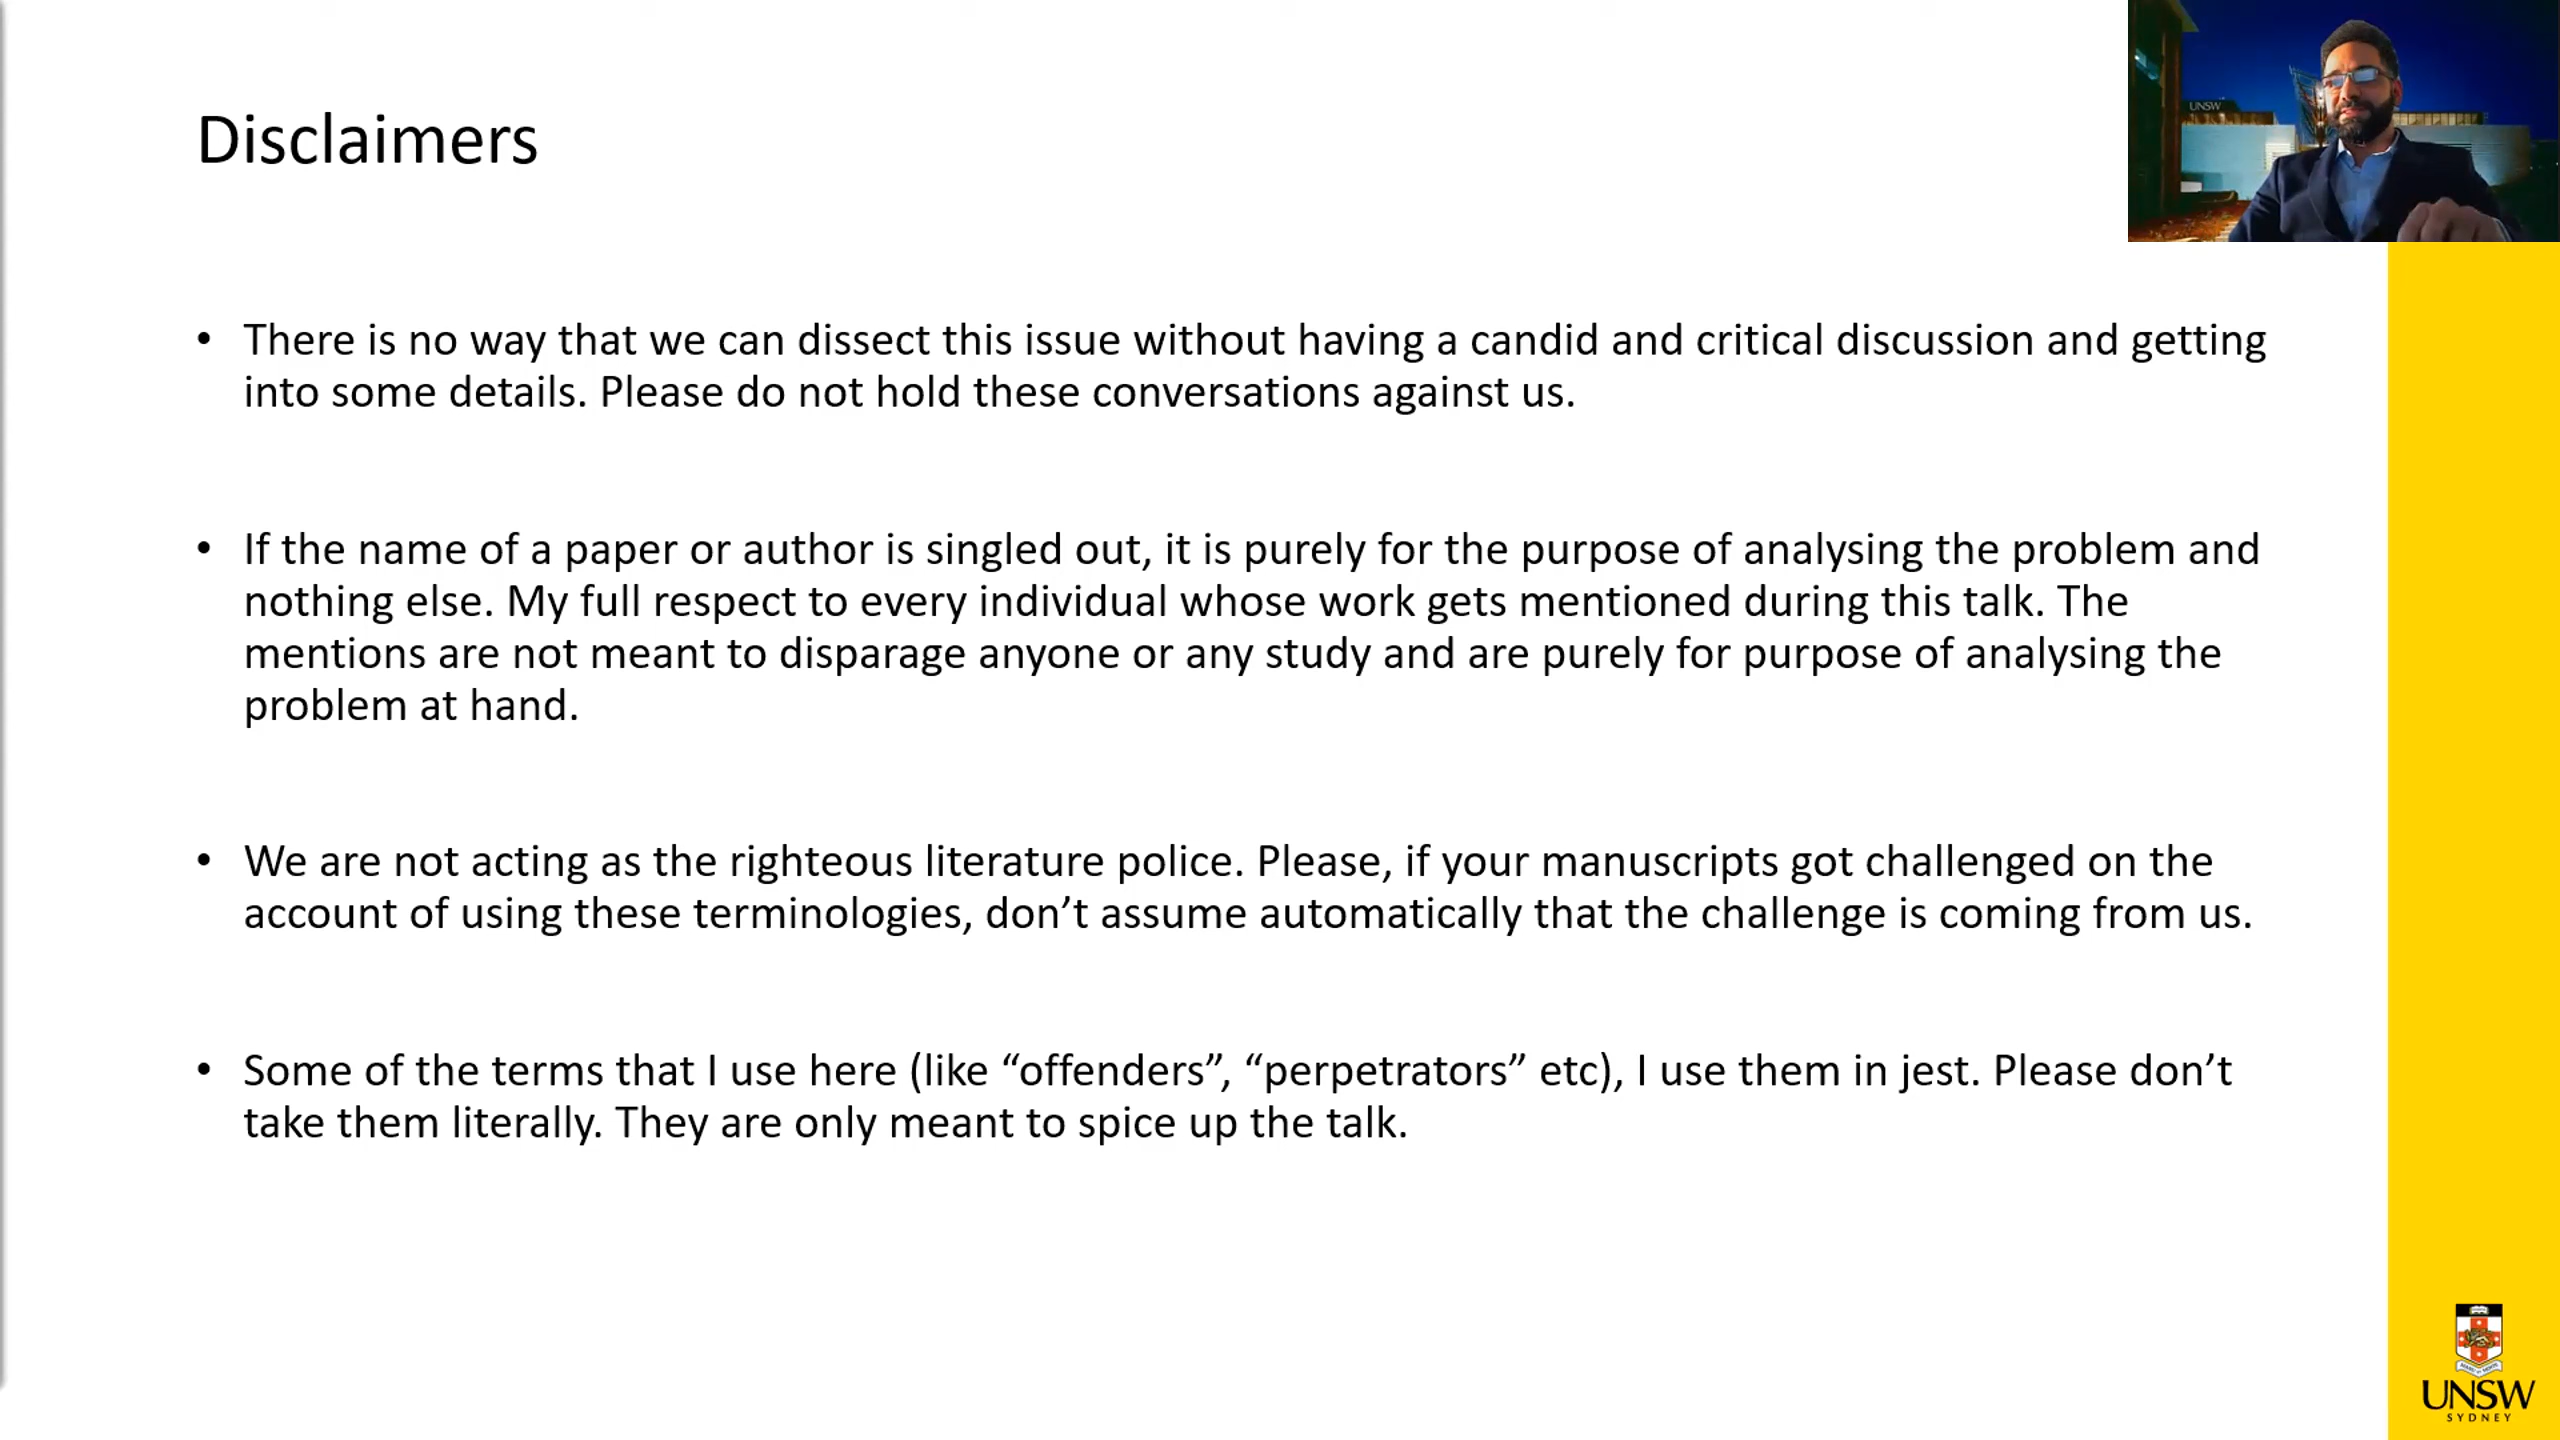 Disclaimers
UNSW
• There is no way that we can dissect this issue without having a candid and critical discussion and getting
into some details. Please do not hold these conversations against us.
• If the name of a paper or author is singled out, it is purely for the purpose of analysing the problem and
nothing else. My full respect to every individual whose work gets mentioned during this talk. The
mentions are not meant to disparage anyone or any study and are purely for purpose of analysing the
problem at hand.
• We are not acting as the righteous literature police. Please, if your manuscripts got challenged on the
account of using these terminologies, don’t assume automatically that the challenge is coming from us.
• Some of the terms that I use here (like “offenders”, “perpetrators” etc), I use them in jest. Please don’t
take them literally. They are only meant to spice up the talk.
UNSW
SYDNEY